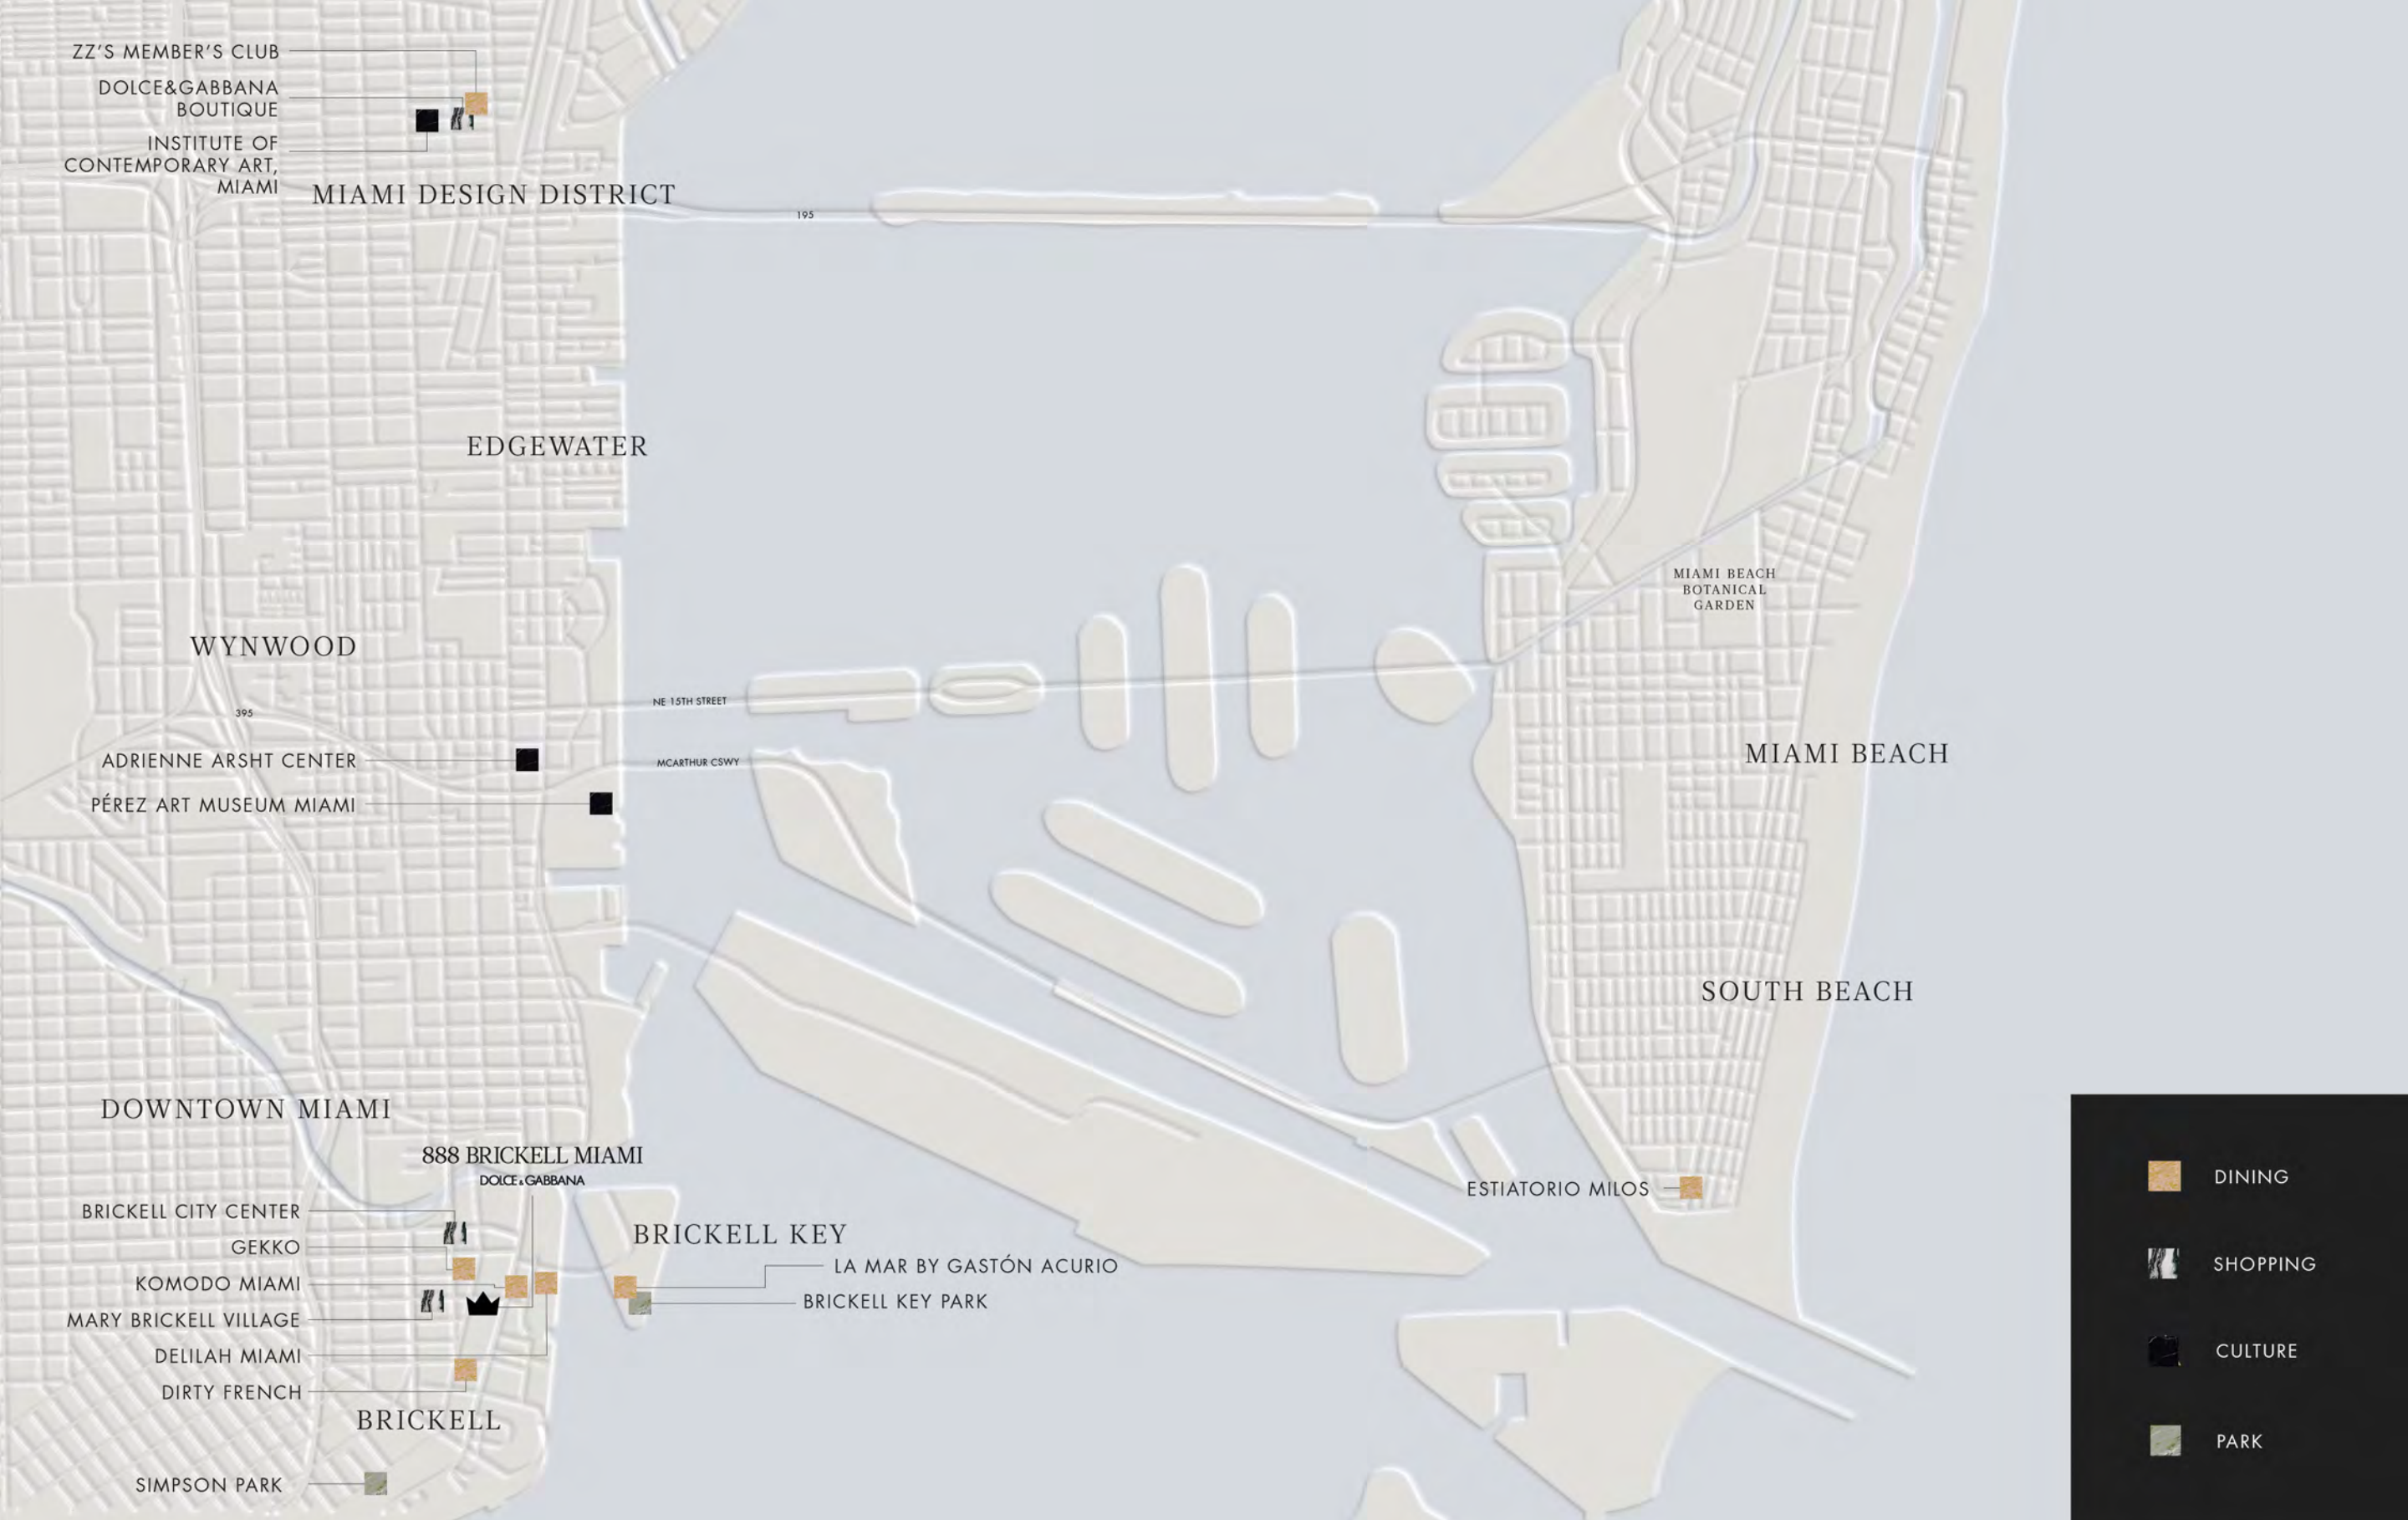 ZZ'S MEMBER'S CLUB
DOLCE&GABBANA
BOUTIQUE
INSTITUTE OF
CONTEMPORARY ART,
MIAMI
MIAMI DESIGN DISTRICT
195
EDGEWATER
WYNWOOD
395
NE 15TH STREET
MCARTHUR CSWY
ADRIENNE ARSHT CENTER
PÉREZ ART MUSEUM MIAMI
MIAMI BEACH
BOTANICAL
GARDEN
MIAMI BEACH
SOUTH BEACH
DOWNTOWN MIAMI
888 BRICKELL MIAMI
DOLCE & GABBANA
BRICKELL CITY CENTER
GEKKO
KOMODO MIAMI
MARY BRICKELL VILLAGE
DELILAH MIAMI
DIRTY FRENCH
BRICKELL
SIMPSON PARK
BRICKELL KEY
LA MAR BY GASTÓN ACURIO
BRICKELL KEY PARK
ESTIATORIO MILOS
DINING
SHOPPING
CULTURE
PARK